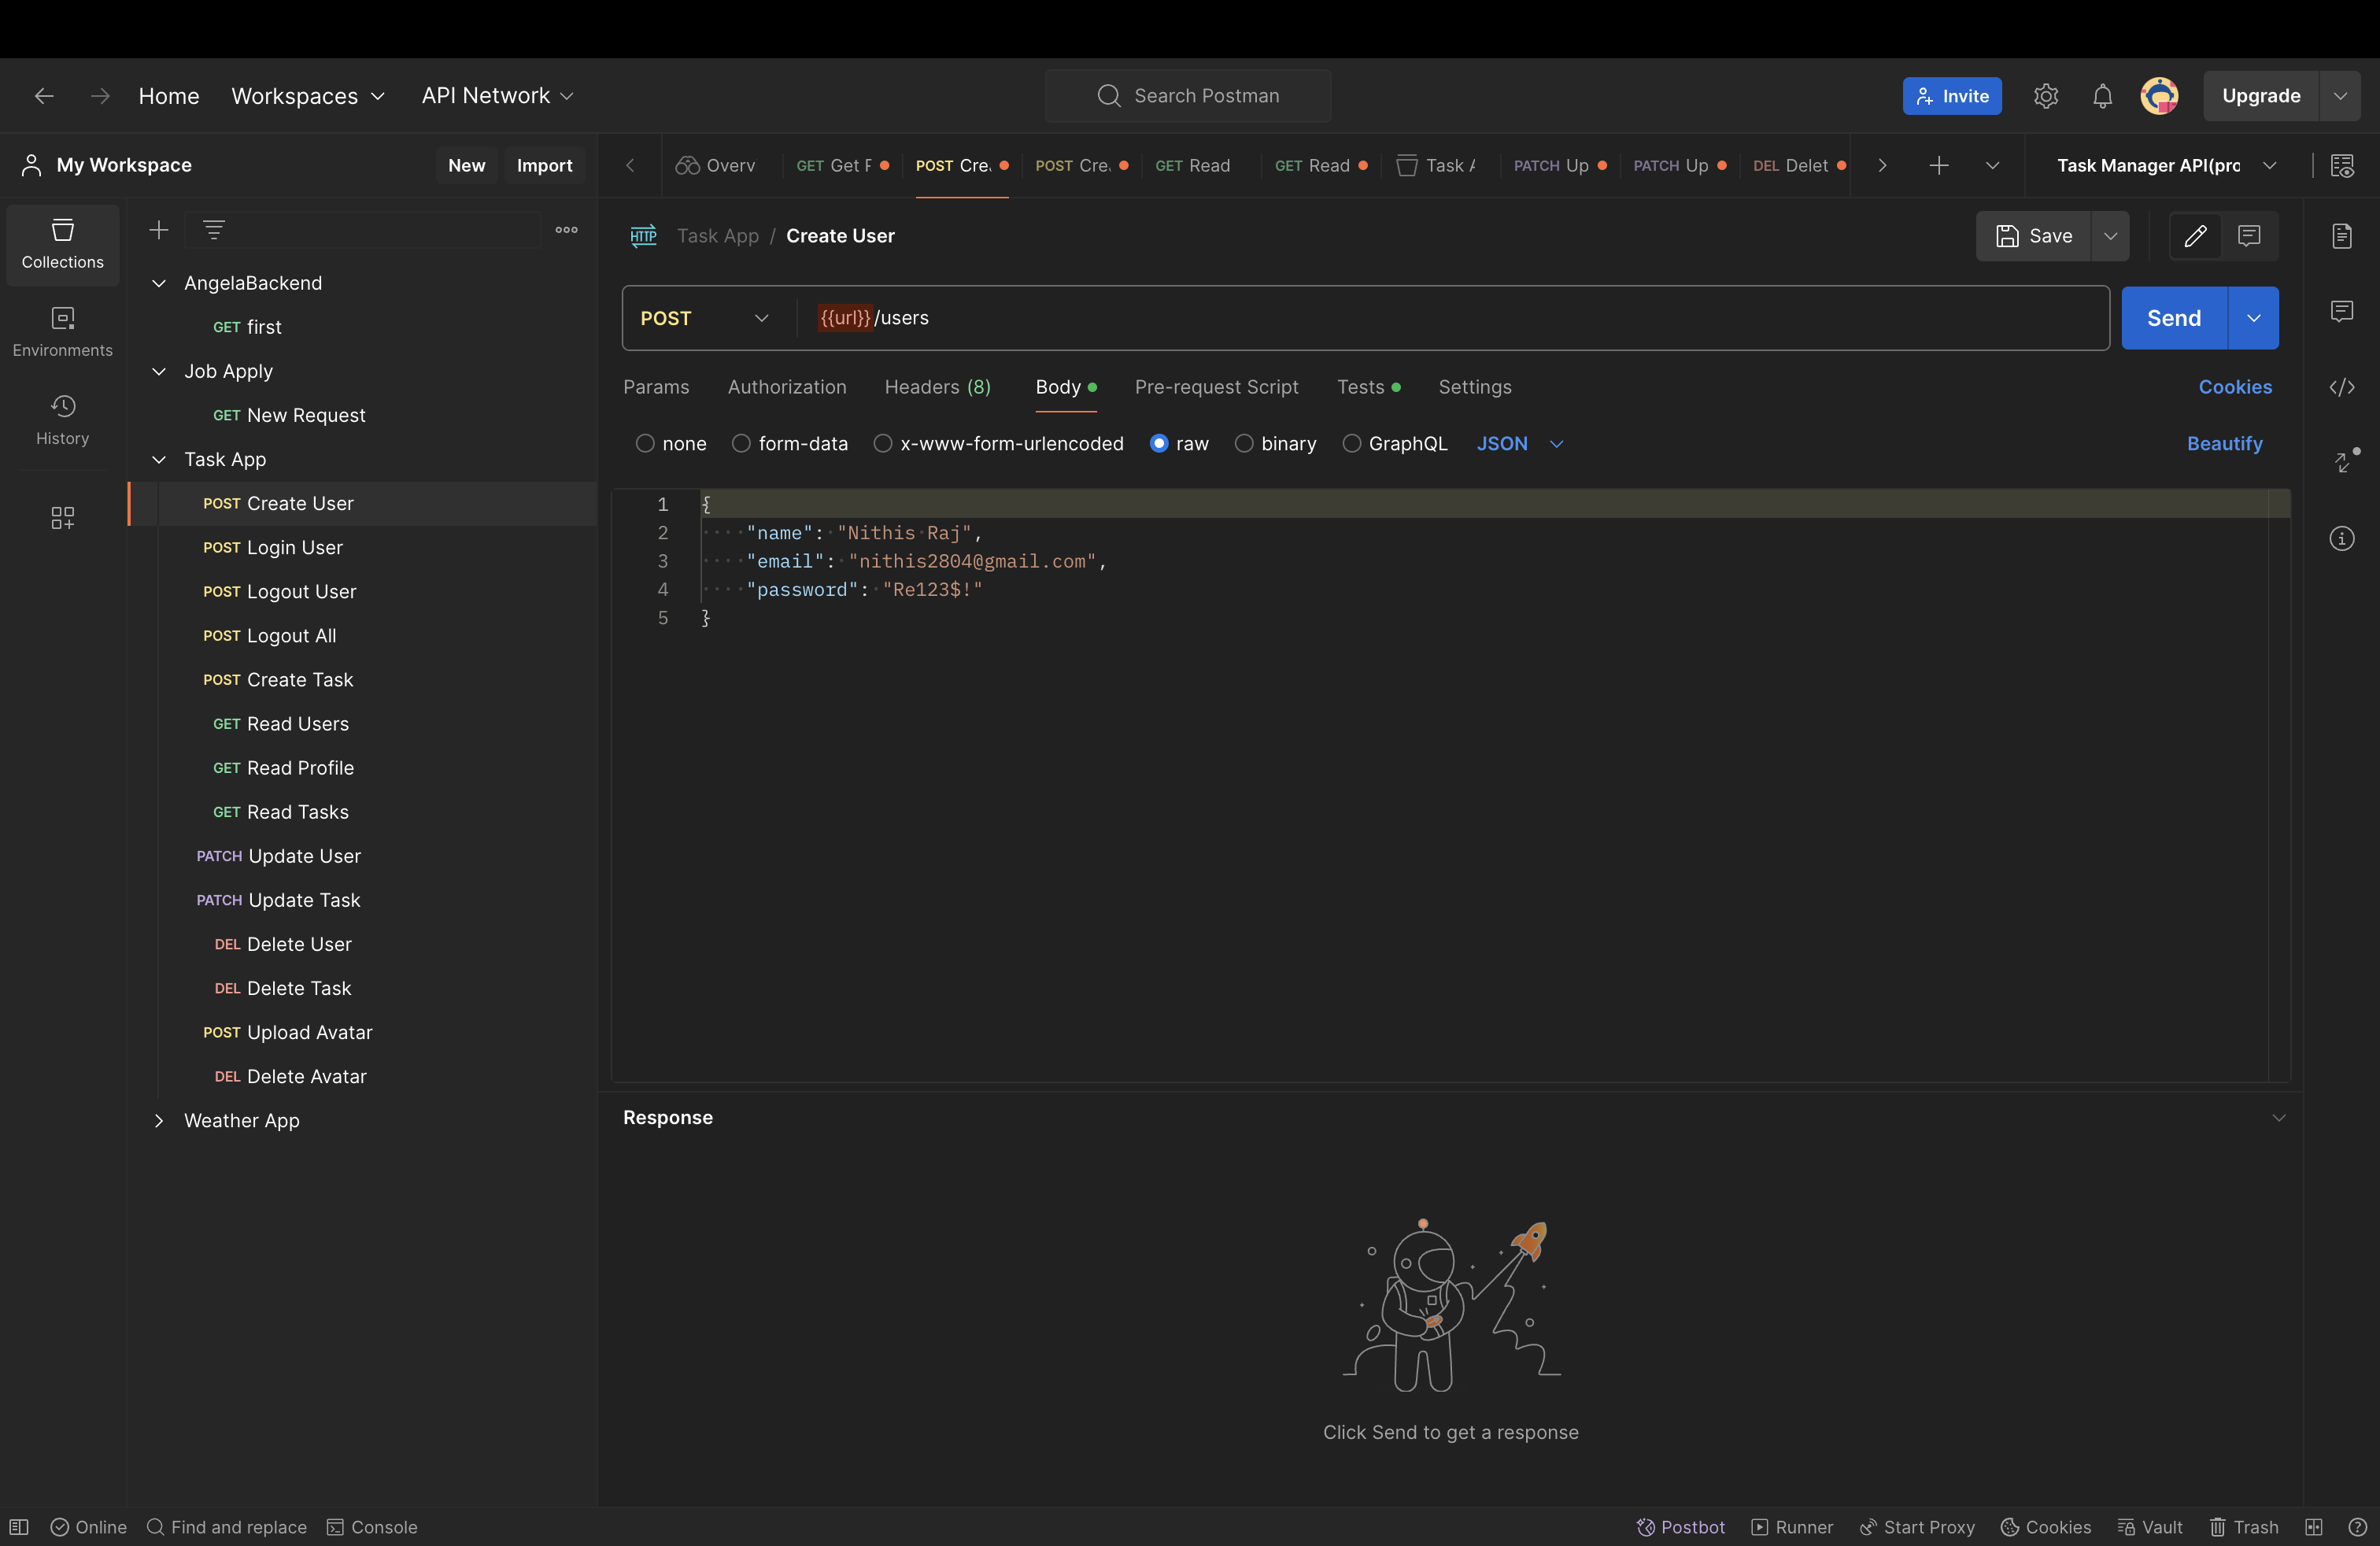 Home Workspaces API Network
Search Postman
Invite
Upgrade
My Workspace
New Import
Overv
GET Get F
POST Cre.
POST Cre.
GET Read
GET Read
Task A
PATCH Up
PATCH Up
DEL Delet
Task Manager API(pro
Collections
Environments
History
AngelaBackend
GET first
Job Apply
GET New Request
Task App
POST Create User
POST Login User
POST Logout User
POST Logout All
POST Create Task
GET Read Users
GET Read Profile
GET Read Tasks
PATCH Update User
PATCH Update Task
DEL Delete User
DEL Delete Task
POST Upload Avatar
DEL Delete Avatar
Weather App
HTTP Task App / Create User
Save
POST {{url}}/users
Send
Params Authorization Headers (8) Body Pre-request Script Tests Settings
Cookies
none form-data x-www-form-urlencoded raw binary GraphQL JSON
Beautify
1 {
2 "name": "Nithis Raj",
3 "email": "nithis2804@gmail.com",
4 "password": "Re123$!"
5 }
Response
Click Send to get a response
Online Find and replace Console
Postbot Runner Start Proxy Cookies Vault Trash